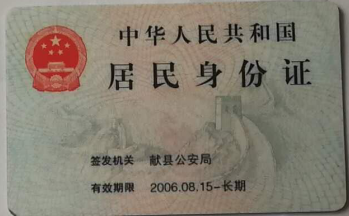 中华人民共和国
居民身份证
签发机关 献县公安局
有效期限 2006.08.15-长期